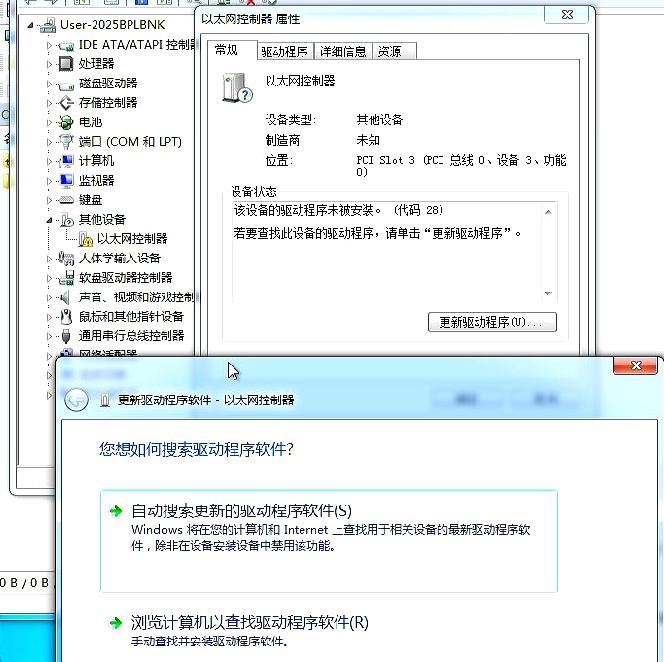 User-2025BPLBNK
IDE ATA/ATAPI 控制
处理器
磁盘驱动器
存储控制器
电池
端口 (COM 和 LPT)
计算机
监视器
键盘
其他设备
以太网控制器
人体学输入设备
软盘驱动器控制器
声音、视频和游戏控制
鼠标和其他指针设备
通用串行总线控制器
网络适配器
以太网控制器 属性
常规
驱动程序
详细信息
资源
以太网控制器
设备类型:
其他设备
制造商
未知
位置:
PCI Slot 3 (PCI 总线 0、设备 3、功能
0)
设备状态
该设备的驱动程序未被安装。 (代码 28)
若要查找此设备的驱动程序，请单击“更新驱动程序”。
更新驱动程序(U)...
更新驱动程序软件 - 以太网控制器
您想如何搜索驱动程序软件?
自动搜索更新的驱动程序软件(S)
Windows 将在您的计算机和 Internet 上查找用于相关设备的最新驱动程序软
件，除非在设备安装设备中禁用该功能。
浏览计算机以查找驱动程序软件(R)
手动查找并安装驱动程序软件。
0 B / 0 B